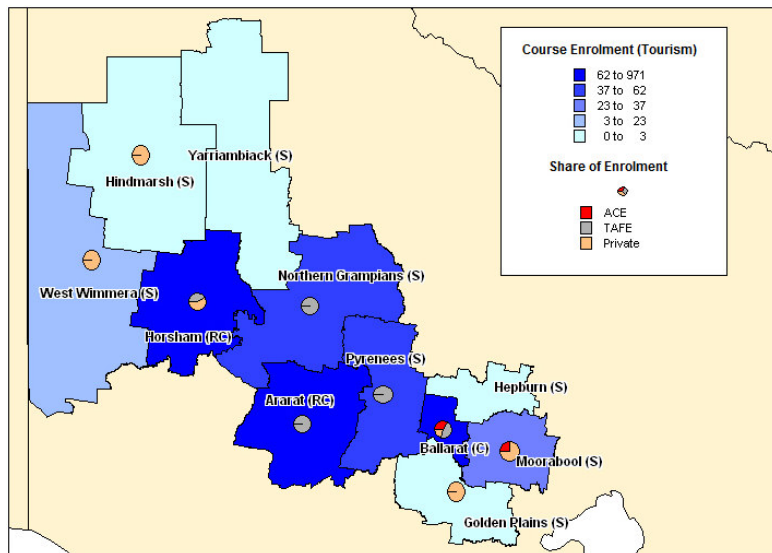 Course Enrolment (Tourism)
62 to 971
37 to 62
23 to 37
3 to 23
0 to 3
Share of Enrolment
ACE
TAFE
Private
Yarriambiack (S)
Hindmarsh (S)
Northern Grampians (S)
West Wimmera (S)
Horsham (RC)
Pyrenees (S)
Hepburn (S)
Ararat (RC)
Ballarat (C)
Moorabool (S)
Golden Plains (S)